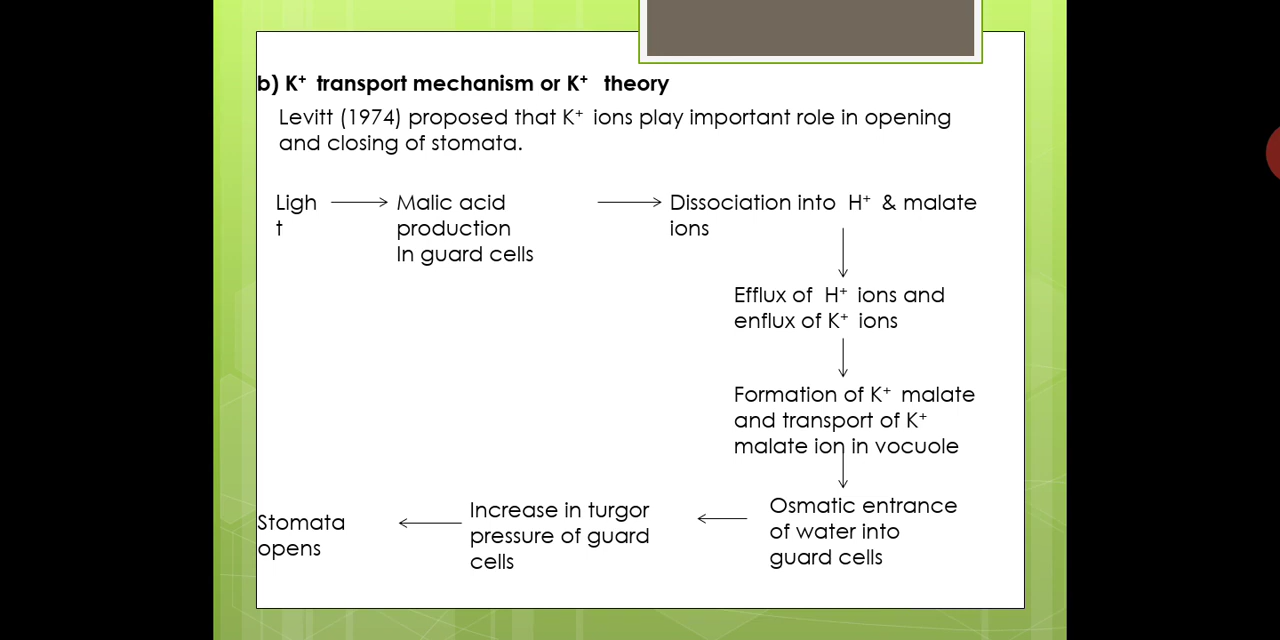 b) K⁺ transport mechanism or K⁺ theory
Levitt (1974) proposed that K⁺ ions play important role in opening
and closing of stomata.
Ligh
t
Malic acid
production
In guard cells
Dissociation into H⁺ & malate
ions
Efflux of H⁺ ions and
enflux of K⁺ ions
Formation of K⁺ malate
and transport of K⁺
malate ion in vocuole
Osmatic entrance
of water into
guard cells
Increase in turgor
pressure of guard
cells
Stomata
opens